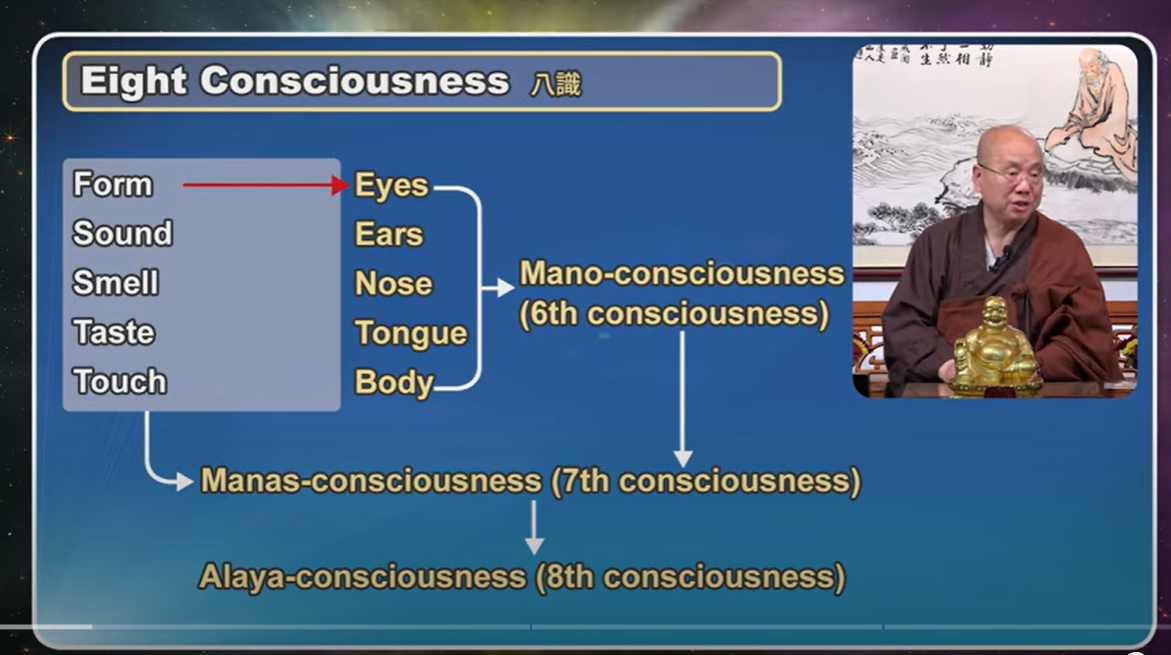 Eight Consciousness 八識
Form
Eyes
Sound
Ears
Smell
Nose
Taste
Tongue
Touch
Body
Mano-consciousness
(6th consciousness)
Manas-consciousness (7th consciousness)
Alaya-consciousness (8th consciousness)